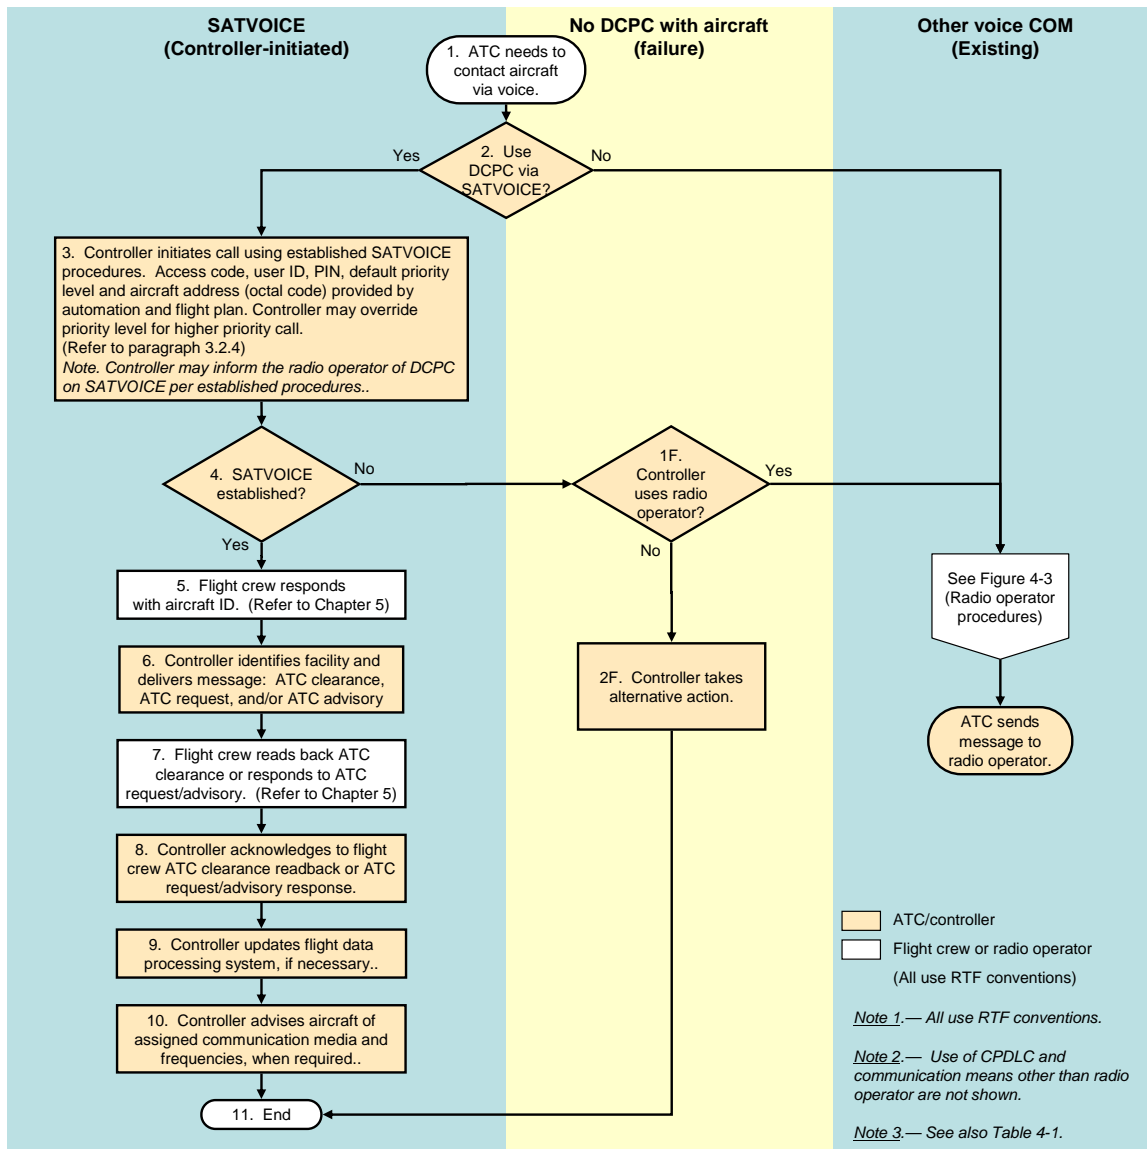 SATVOICE
(Controller-initiated)
No DCPC with aircraft
(failure)
Other voice COM
(Existing)
1. ATC needs to
contact aircraft
via voice.
Yes
2. Use
DCPC via
SATVOICE?
No
3. Controller initiates call using established SATVOICE
procedures. Access code, user ID, PIN, default priority
level and aircraft address (octal code) provided by
automation and flight plan. Controller may override
priority level for higher priority call.
(Refer to paragraph 3.2.4)
Note. Controller may inform the radio operator of DCPC
on SATVOICE per established procedures..
4. SATVOICE
established?
No
Yes
1F.
Controller
uses radio
operator?
Yes
No
5. Flight crew responds
with aircraft ID. (Refer to Chapter 5)
See Figure 4-3
(Radio operator
procedures)
6. Controller identifies facility and
delivers message: ATC clearance,
ATC request, and/or ATC advisory
2F. Controller takes
alternative action.
ATC sends
message to
radio operator.
7. Flight crew reads back ATC
clearance or responds to ATC
request/advisory. (Refer to Chapter 5)
8. Controller acknowledges to flight
crew ATC clearance readback or ATC
request/advisory response.
9. Controller updates flight data
processing system, if necessary..
10. Controller advises aircraft of
assigned communication media and
frequencies, when required..
11. End
ATC/controller
Flight crew or radio operator
(All use RTF conventions)
Note 1.— All use RTF conventions.
Note 2.— Use of CPDLC and
communication means other than radio
operator are not shown.
Note 3.— See also Table 4-1.